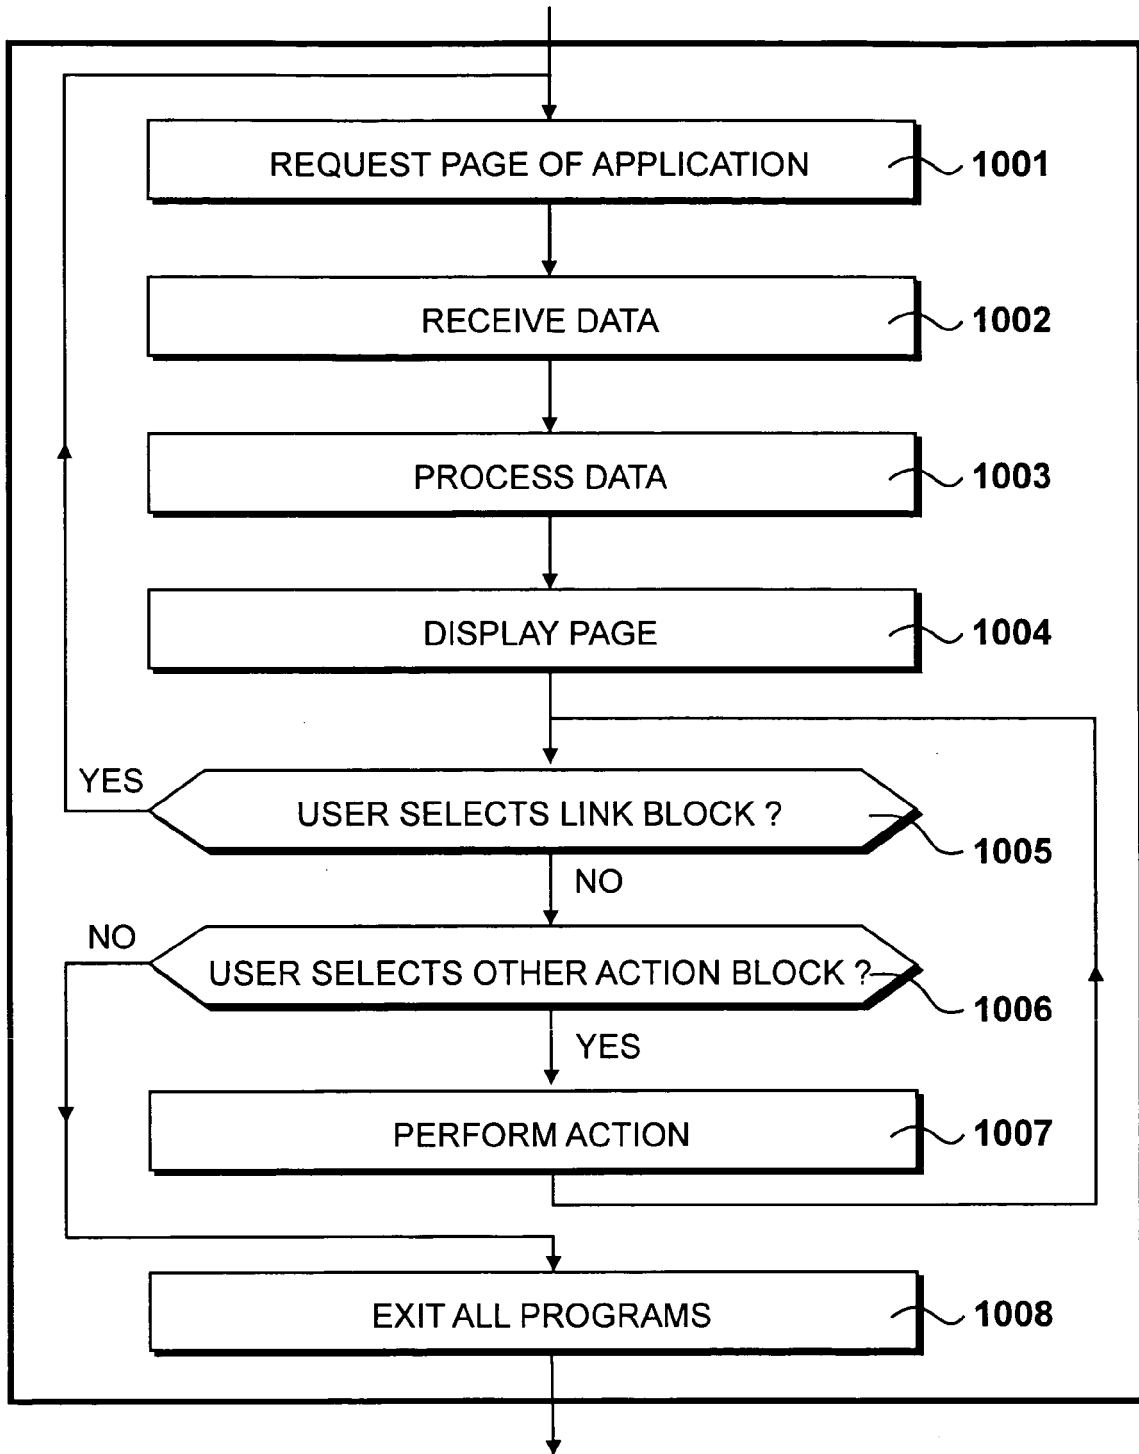 REQUEST PAGE OF APPLICATION 1001
RECEIVE DATA 1002
PROCESS DATA 1003
DISPLAY PAGE 1004
YES
USER SELECTS LINK BLOCK ? 1005
NO
NO
USER SELECTS OTHER ACTION BLOCK ? 1006
YES
PERFORM ACTION 1007
EXIT ALL PROGRAMS 1008